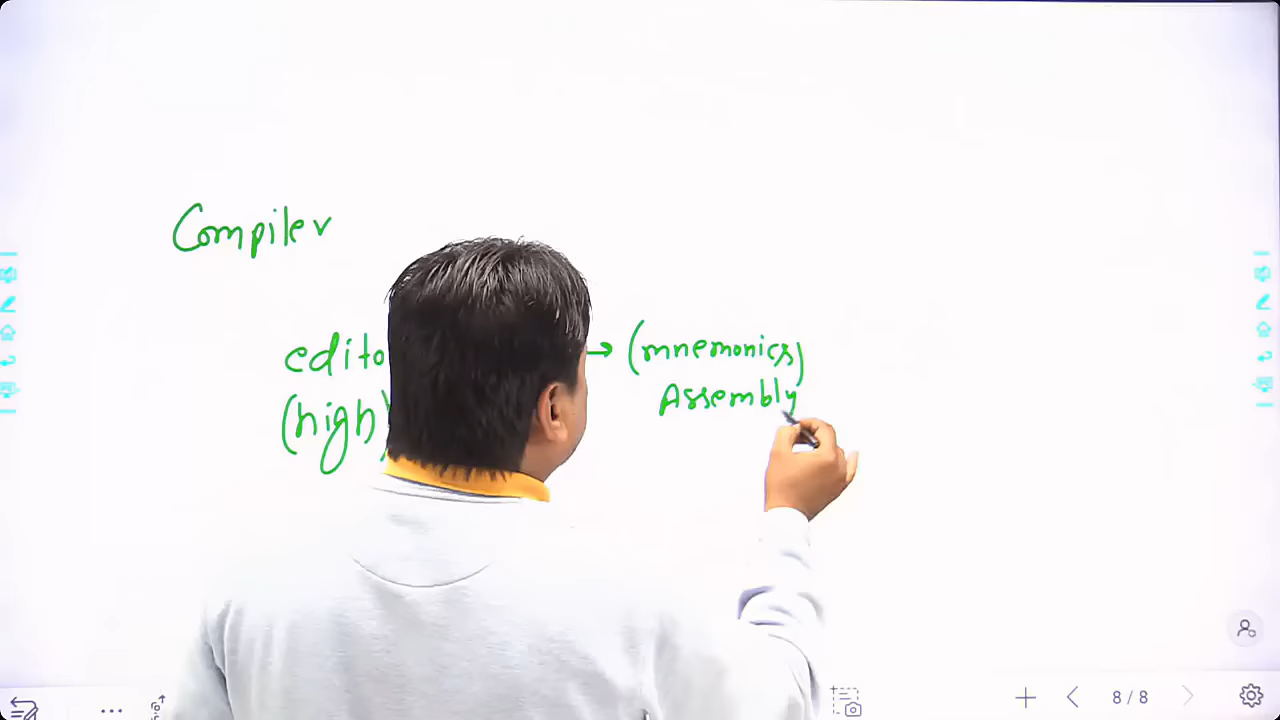 Compiler
edito → (mnemonics)
(high) Assembly
8 / 8